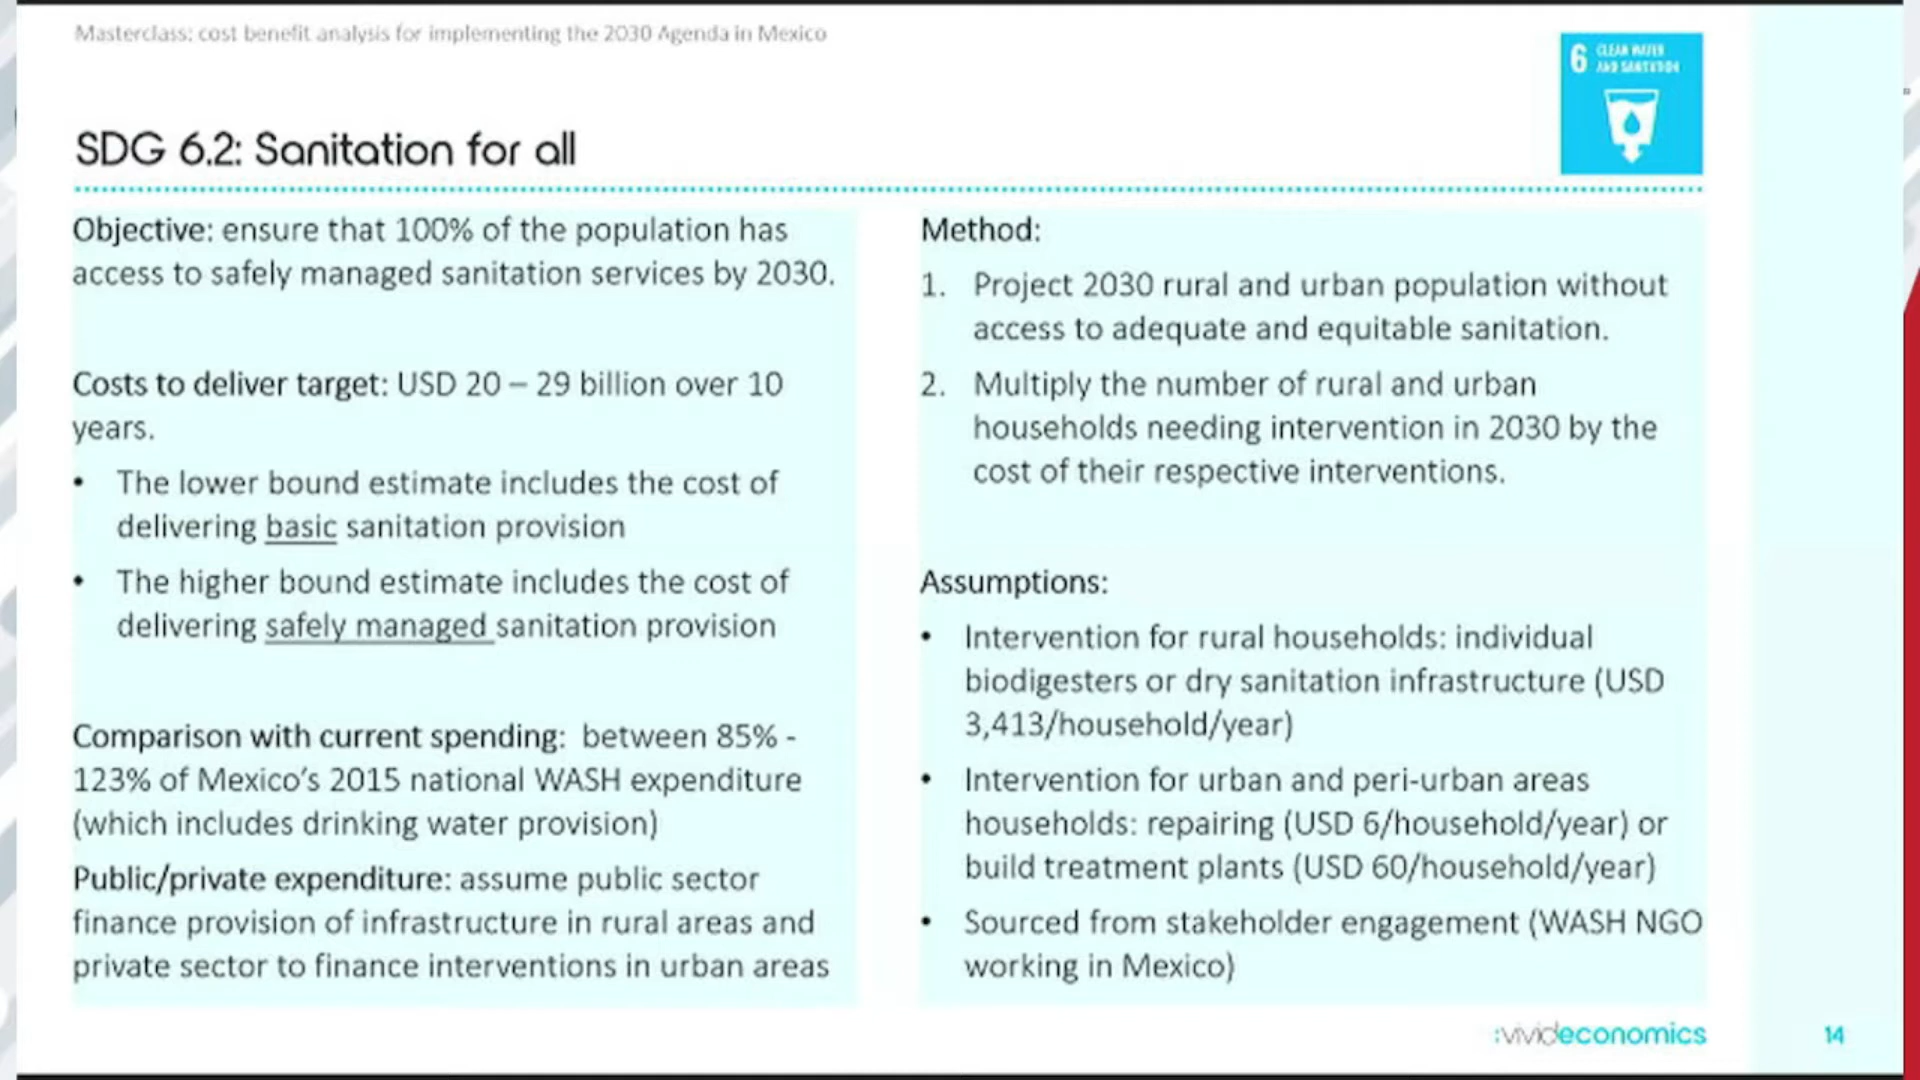 Masterclass: cost benefit analysis for implementing the 2030 Agenda in Mexico
6 CLEAN WATER
AND SANITATION
SDG 6.2: Sanitation for all
Objective: ensure that 100% of the population has
access to safely managed sanitation services by 2030.
Costs to deliver target: USD 20 – 29 billion over 10
years.
• The lower bound estimate includes the cost of
delivering basic sanitation provision
• The higher bound estimate includes the cost of
delivering safely managed sanitation provision
Comparison with current spending: between 85% -
123% of Mexico's 2015 national WASH expenditure
(which includes drinking water provision)
Public/private expenditure: assume public sector
finance provision of infrastructure in rural areas and
private sector to finance interventions in urban areas
Method:
1. Project 2030 rural and urban population without
access to adequate and equitable sanitation.
2. Multiply the number of rural and urban
households needing intervention in 2030 by the
cost of their respective interventions.
Assumptions:
• Intervention for rural households: individual
biodigesters or dry sanitation infrastructure (USD
3,413/household/year)
• Intervention for urban and peri-urban areas
households: repairing (USD 6/household/year) or
build treatment plants (USD 60/household/year)
• Sourced from stakeholder engagement (WASH NGO
working in Mexico)
:vivideconomics
14